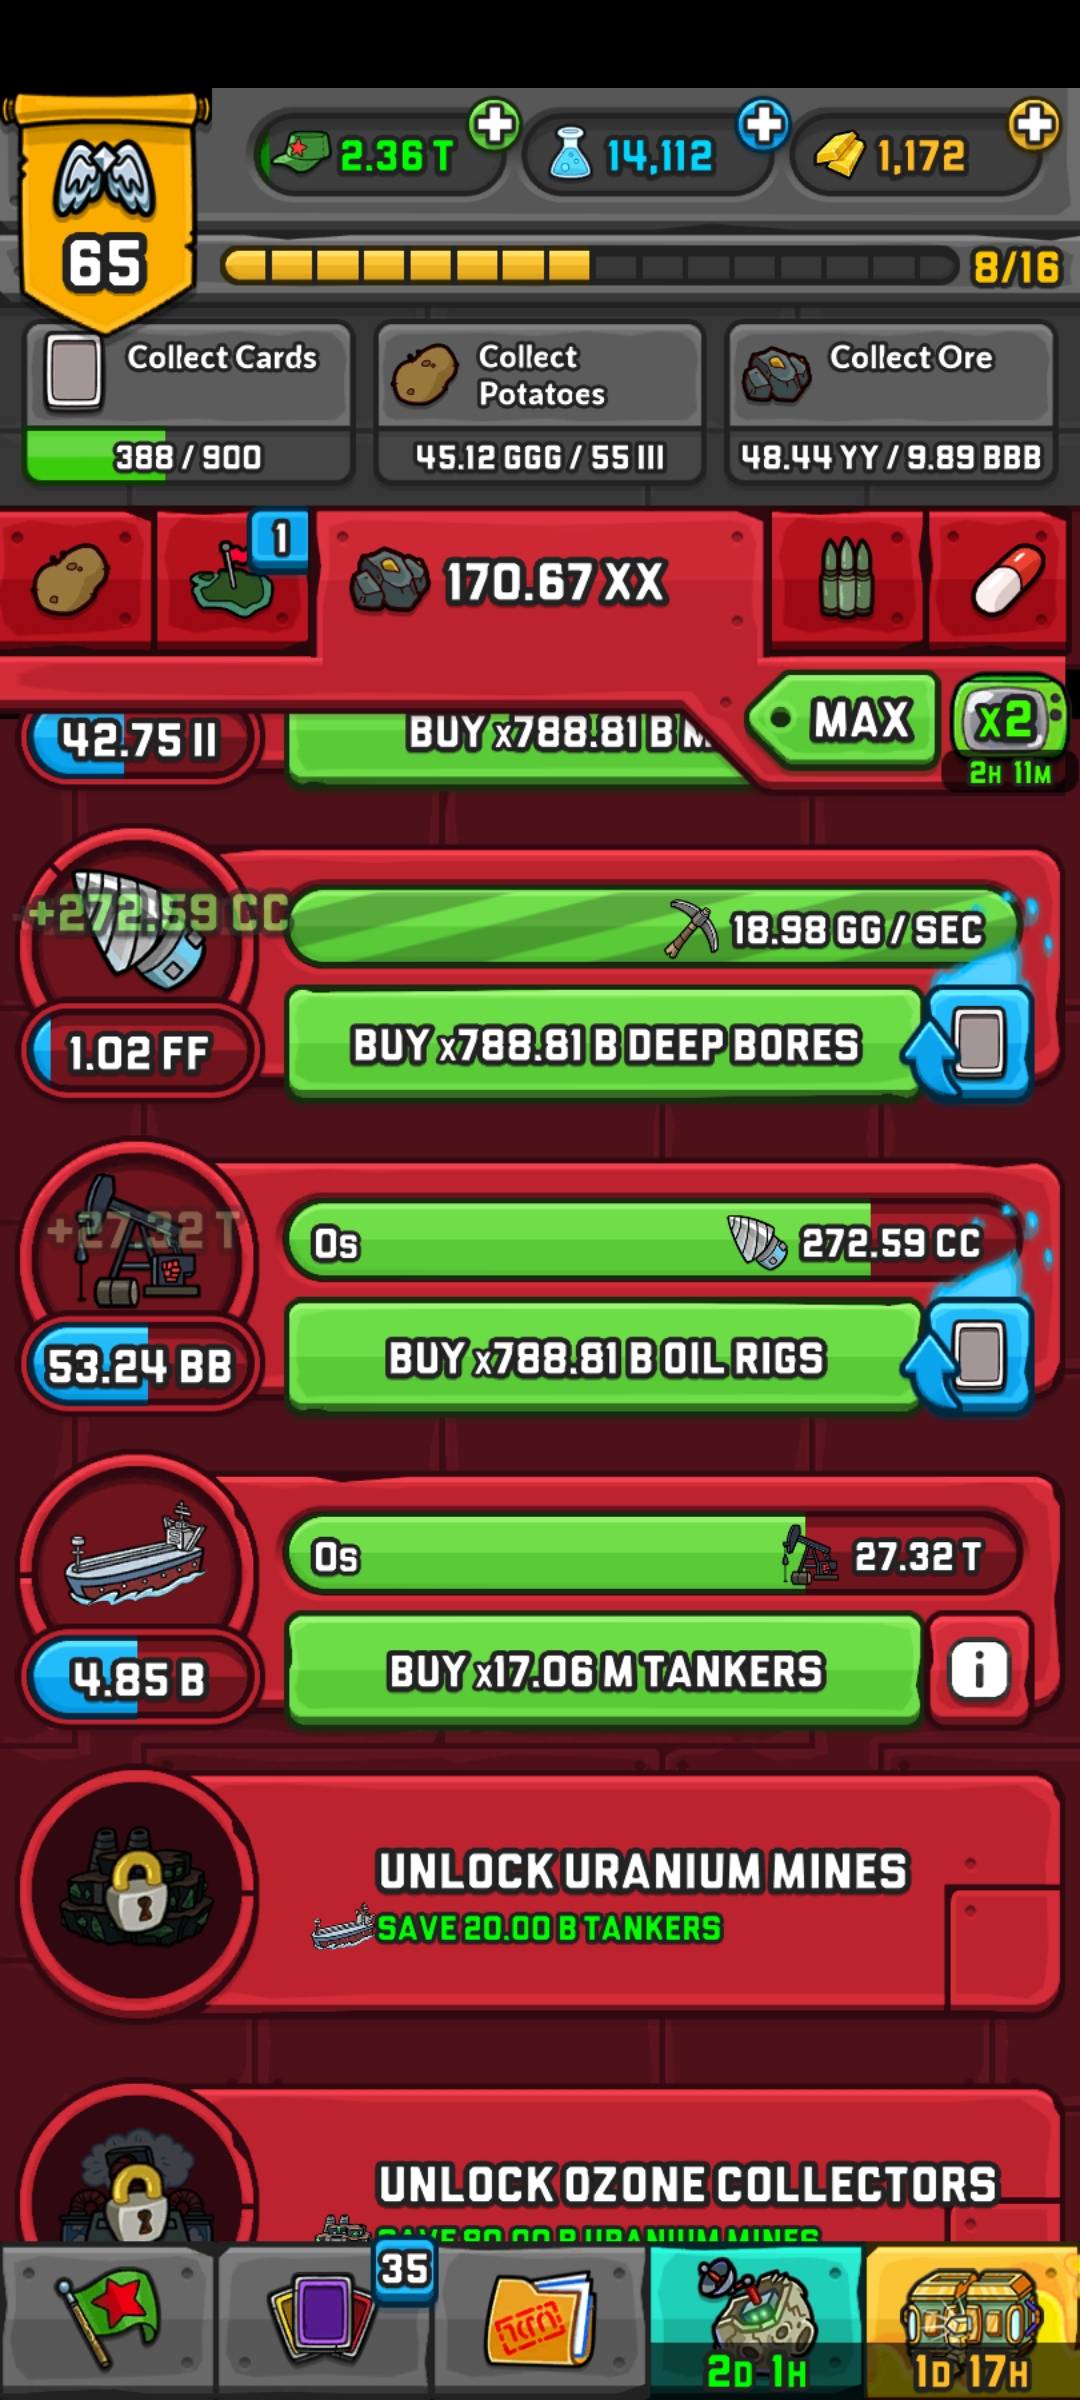 2.36 T
14,112
1,172
65
8/16
Collect Cards
388 / 900
Collect
Potatoes
45.12 GGG / 55 III
Collect Ore
48.44 YY / 9.89 BBB
1
170.67 XX
MAX
x2
2H 11M
42.75 II
BUY x788.81 B M
+272.59 CC
18.98 GG / SEC
1.02 FF
BUY x788.81 B DEEP BORES
+27.32 T
0s
272.59 CC
53.24 BB
BUY x788.81 B OIL RIGS
0s
27.32 T
4.85 B
BUY x17.06 M TANKERS
i
UNLOCK URANIUM MINES
SAVE 20.00 B TANKERS
UNLOCK OZONE COLLECTORS
SAVE 80.00 B URANIUM MINES
35
2D 1H
1D 17H